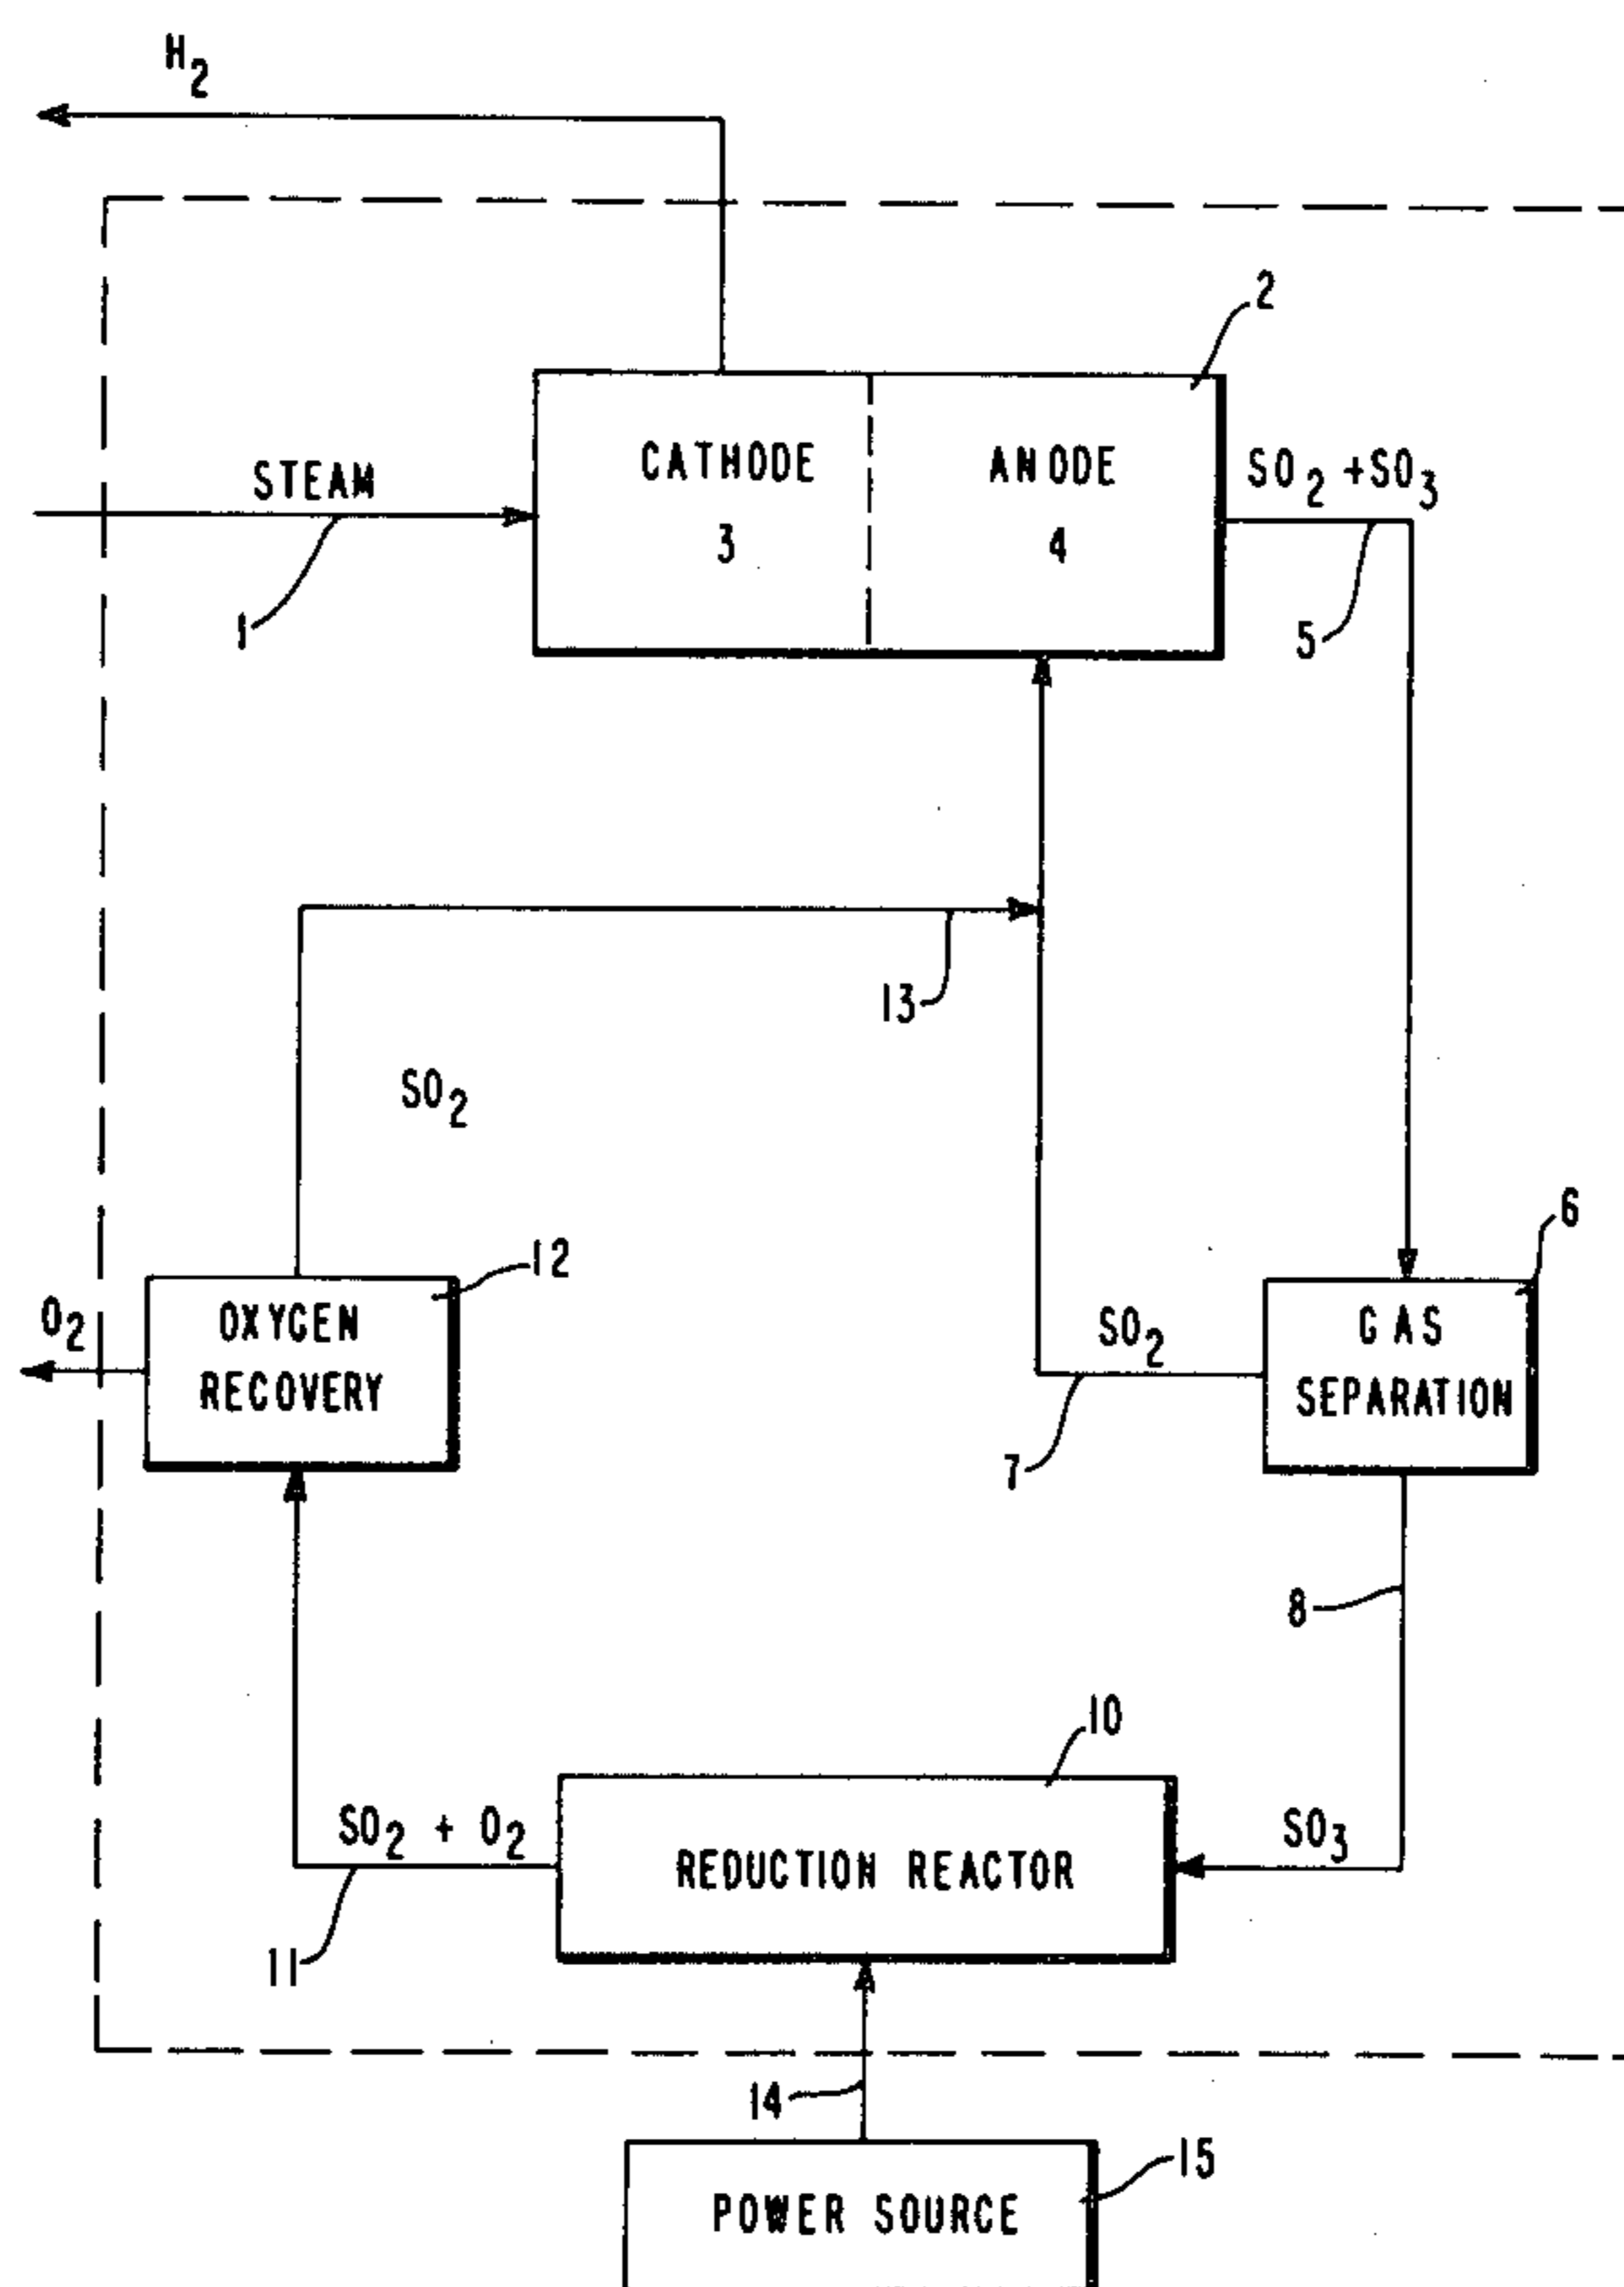 H2
2
CATHODE
ANODE
3
4
STEAM
SO2 +SO3
1
5
13
SO2
12
6
O2
OXYGEN
RECOVERY
SO2
GAS
SEPARATION
7
8
10
SO2 + O2
REDUCTION REACTOR
SO3
11
14
15
POWER SOURCE